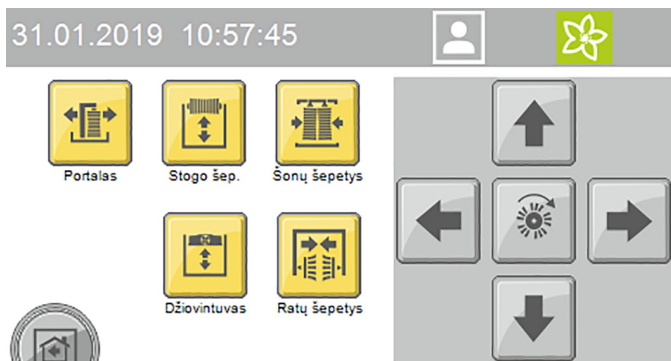 31.01.2019 10:57:45
Portalas
Stogo šep.
Šonų šepetys
Džiovintuvas
Ratų šepetys